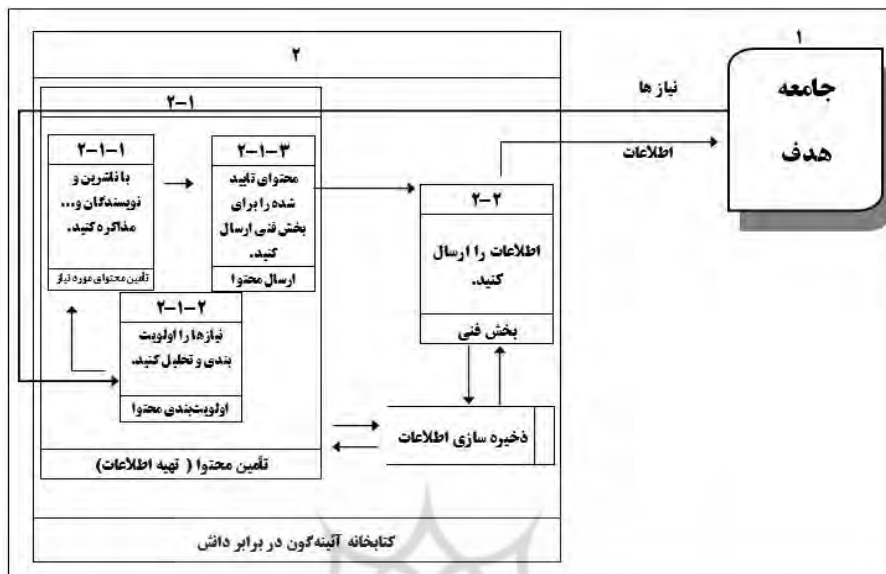 ۱
جامعه
هدف
نیاز ها
اطلاعات
۲
۲-۱
۲-۱-۱
با ناشرین و
نویسندگان و...
مذاکره کنید.
تأمین محتوای مورد نیاز
۲-۱-۳
محتوای تایید
شده را برای
بخش فنی ارسال
کنید.
ارسال محتوا
۲-۱-۲
نیازها را اولویت
بندی و تحلیل کنید.
اولویت‌بندی محتوا
تأمین محتوا ( تهیه اطلاعات)
۲-۲
اطلاعات را ارسال
کنید.
بخش فنی
ذخیره سازی اطلاعات
کتابخانه آئینه‌گون در برابر دانش